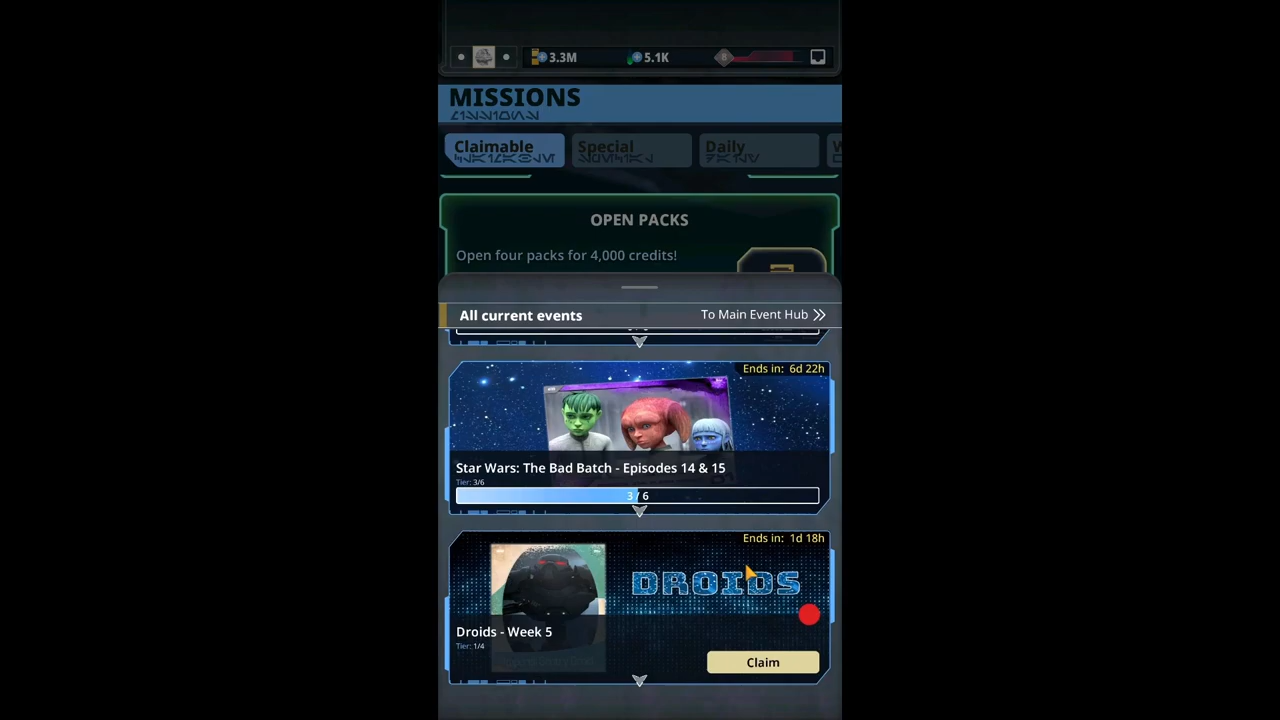 3.3M
5.1K
8
MISSIONS
Claimable
Special
Daily
OPEN PACKS
Open four packs for 4,000 credits!
All current events
To Main Event Hub
Ends in: 6d 22h
Star Wars: The Bad Batch - Episodes 14 & 15
Tier: 3/6
3 / 6
Ends in: 1d 18h
DROIDS
Droids - Week 5
Tier: 1/4
Claim